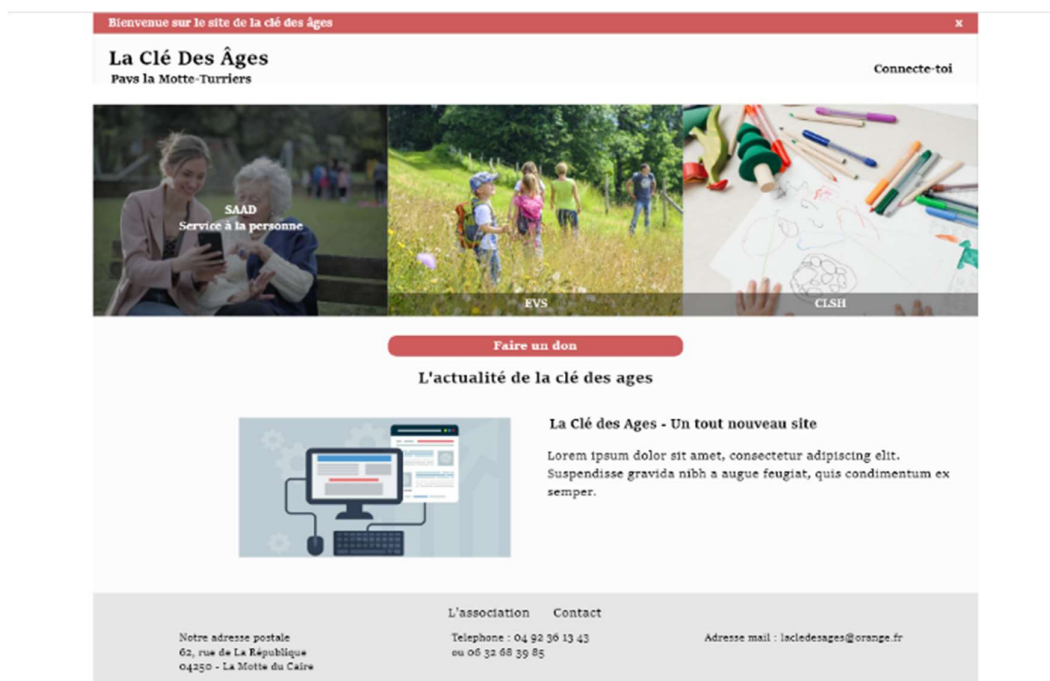 Bienvenue sur le site de la clé des âges
x
La Clé Des Âges
Pays la Motte-Turriers
Connecte-toi
SAAD
Service à la personne
EVS
CLSH
Faire un don
L'actualité de la clé des ages
La Clé des Ages - Un tout nouveau site
Lorem ipsum dolor sit amet, consectetur adipiscing elit.
Suspendisse gravida nibh a augue feugiat, quis condimentum ex
semper.
L'association
Contact
Notre adresse postale
62, rue de La République
04250 - La Motte du Caire
Telephone : 04 92 36 13 43
ou 06 32 68 39 85
Adresse mail : lacledesages@orange.fr